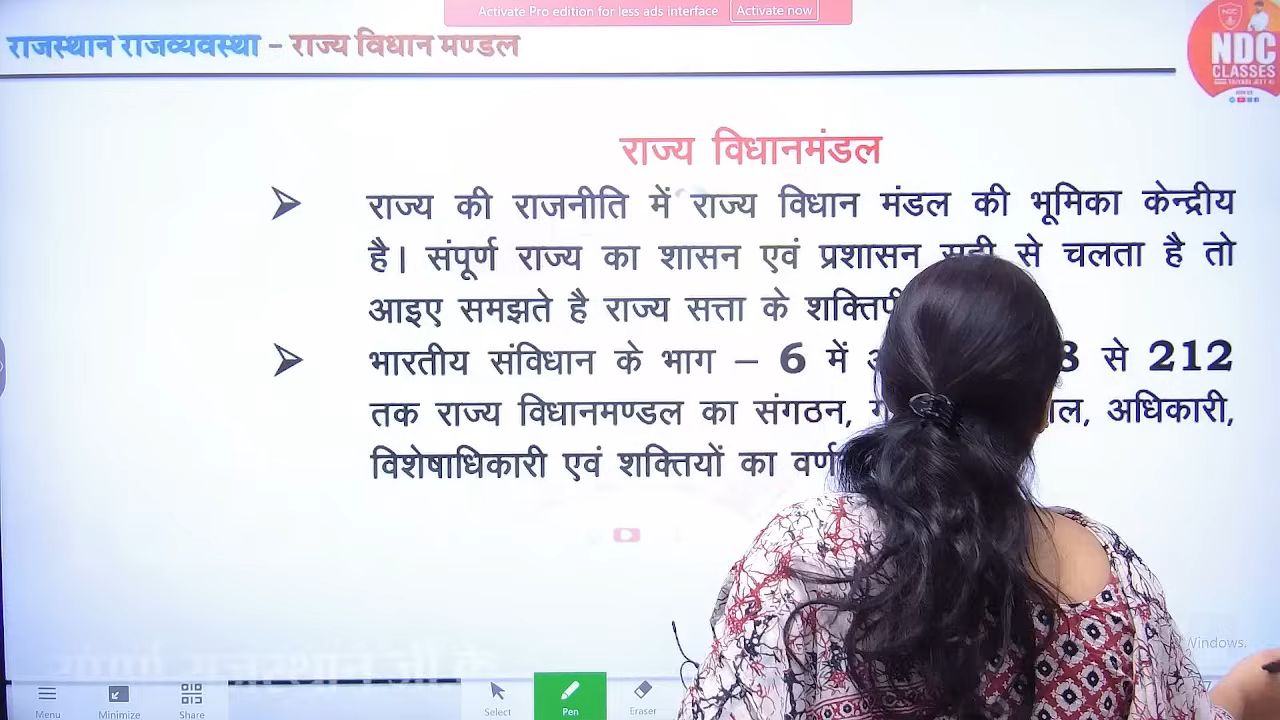 Activate Pro edition for less ads interface Activate now
राजस्थान राजव्यवस्था – राज्य विधान मण्डल
NDC
CLASSES
राज्य विधानमंडल
राज्य की राजनीति में राज्य विधान मंडल की भूमिका केन्द्रीय
है। संपूर्ण राज्य का शासन एवं प्रशासन से चलता है तो
आइए समझते है राज्य सत्ता के
भारतीय संविधान के भाग – 6 में 8 से 212
तक राज्य विधानमण्डल का संगठन, अधिकारी,
विशेषाधिकारी एवं शक्तियों का
Windows.
Menu Minimize Share Select Pen Eraser